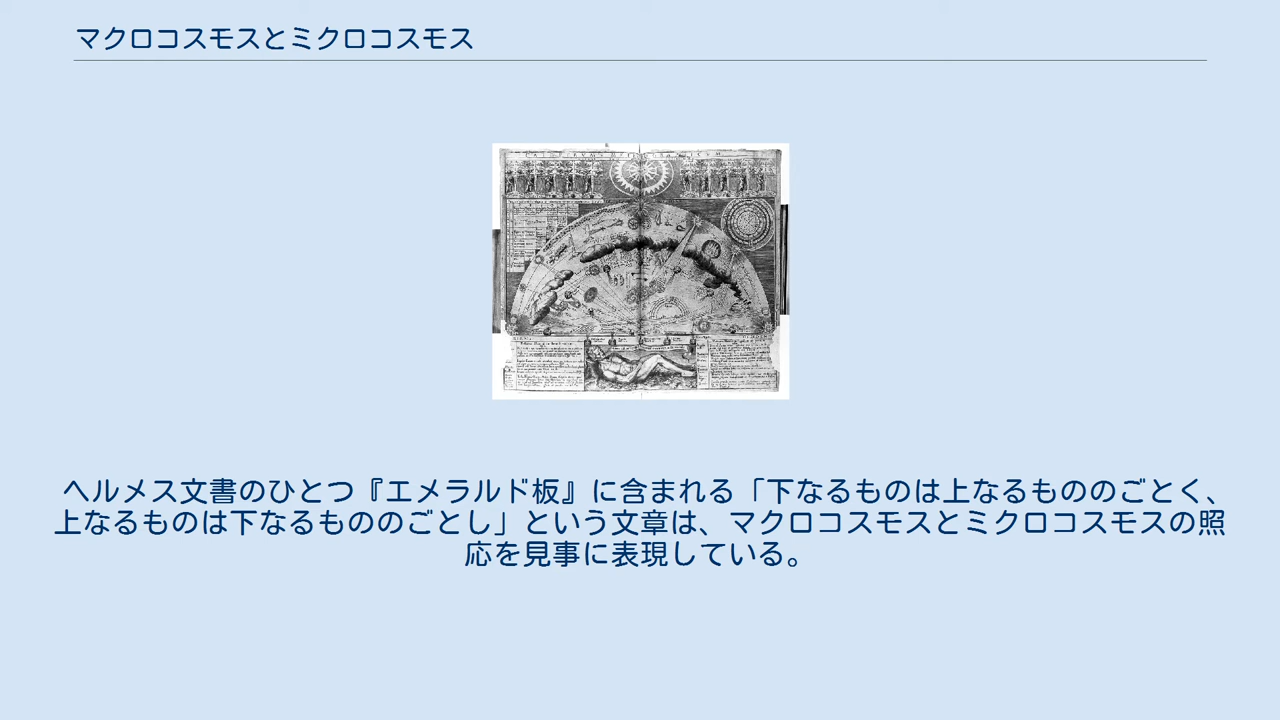 マクロコスモスとミクロコスモス
ヘルメス文書のひとつ『エメラルド板』に含まれる「下なるものは上なるもののごとく、
上なるものは下なるもののごとし」という文章は、マクロコスモスとミクロコスモスの照
応を見事に表現している。